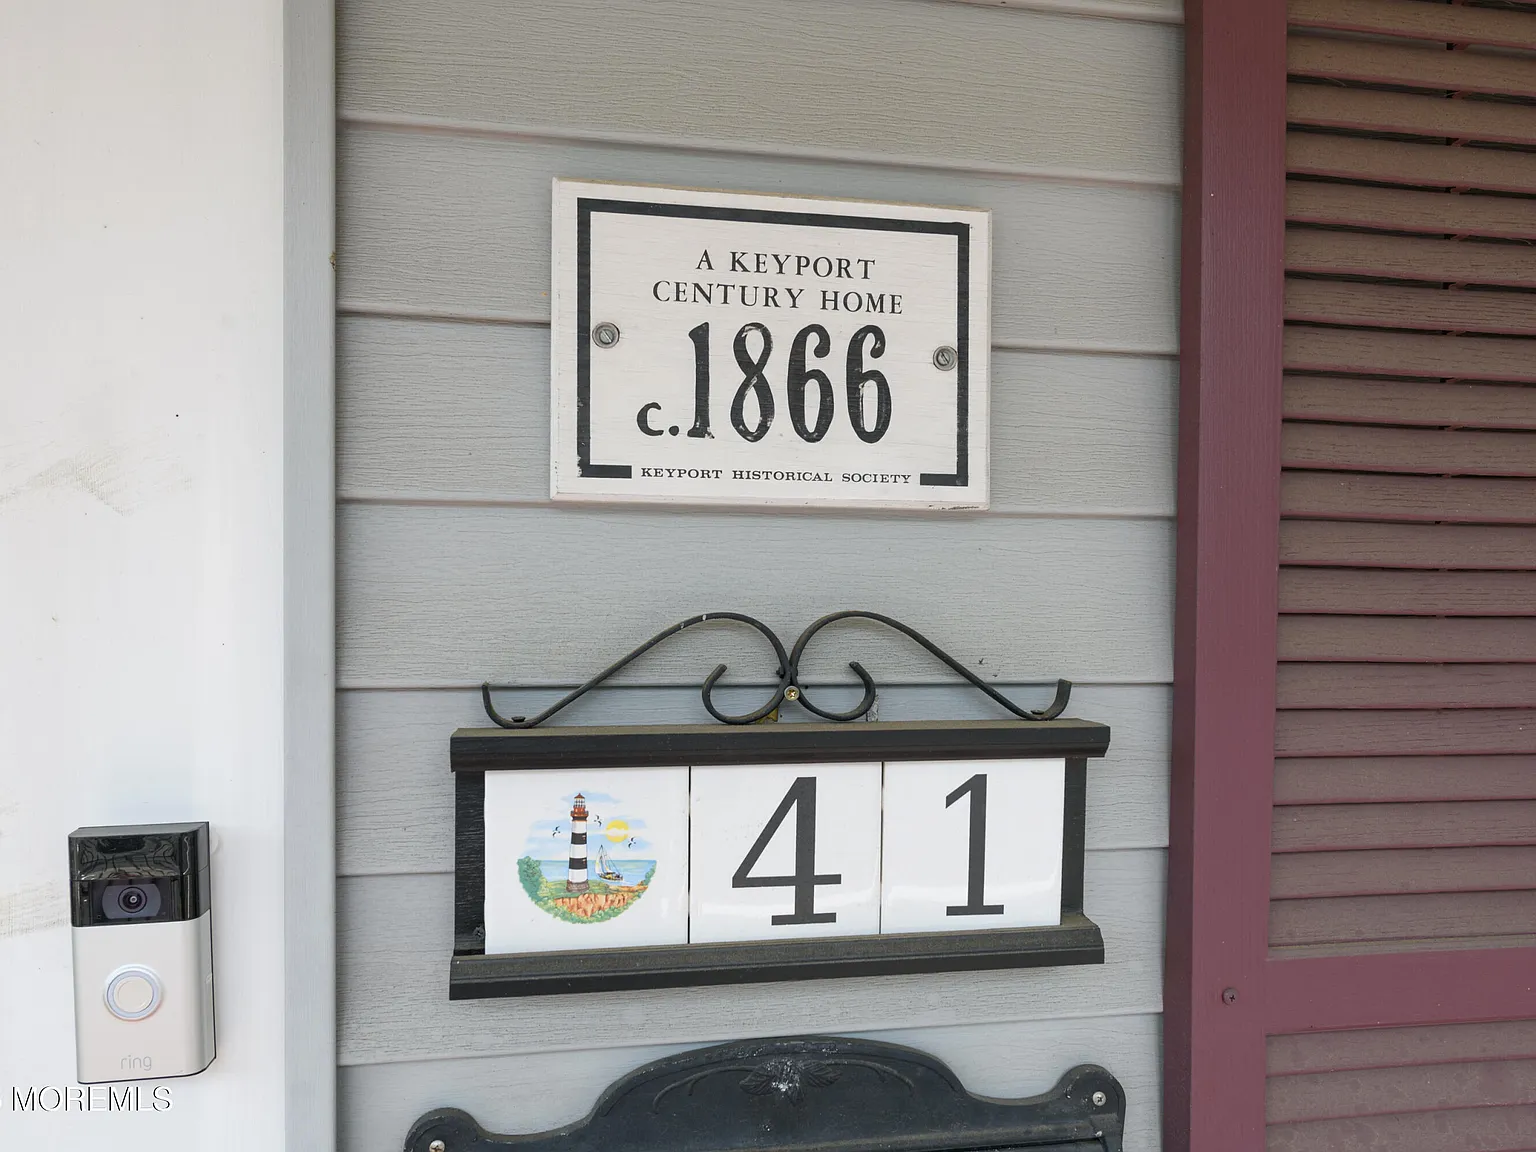 A KEYPORT
CENTURY HOME
c.1866
KEYPORT HISTORICAL SOCIETY
41
ring
MOREMLS